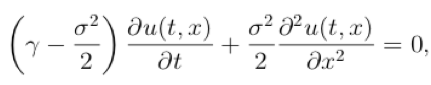 $$\left(\gamma - \frac{\sigma^2}{2}\right) \frac{\partial u(t,x)}{\partial t} + \frac{\sigma^2}{2} \frac{\partial^2 u(t,x)}{\partial x^2} = 0,$$